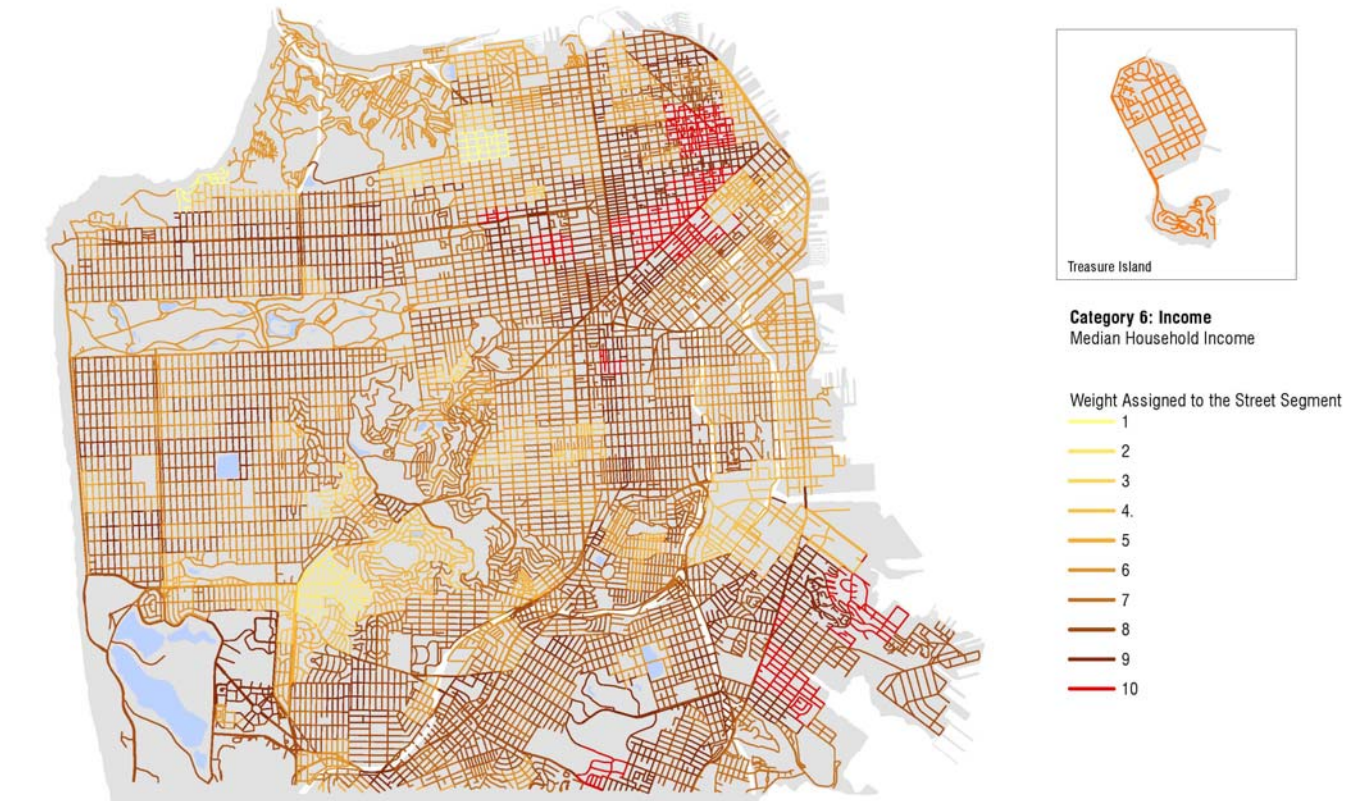 Treasure Island
Category 6: Income
Median Household Income
Weight Assigned to the Street Segment
1
2
3
4.
5
6
7
8
9
10